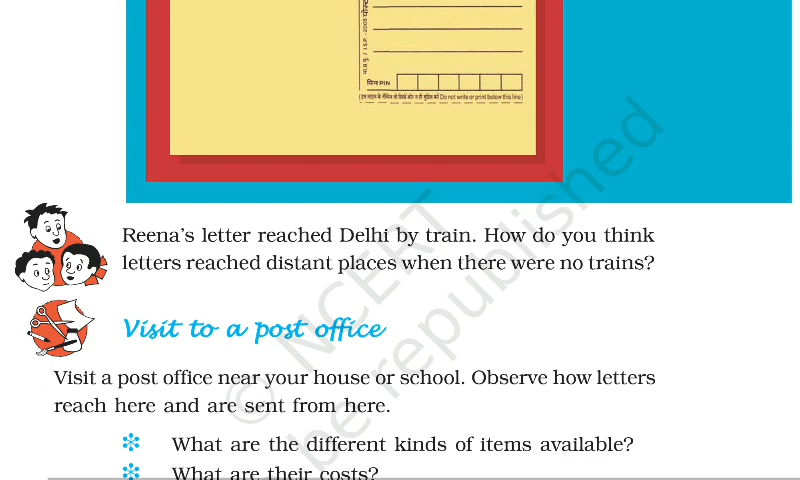 पिन PIN
Do not write or print below this line)
Reena's letter reached Delhi by train. How do you think
letters reached distant places when there were no trains?
Visit to a post office
Visit a post office near your house or school. Observe how letters
reach here and are sent from here.
What are the different kinds of items available?
What are their costs?
© NCERT
be republished